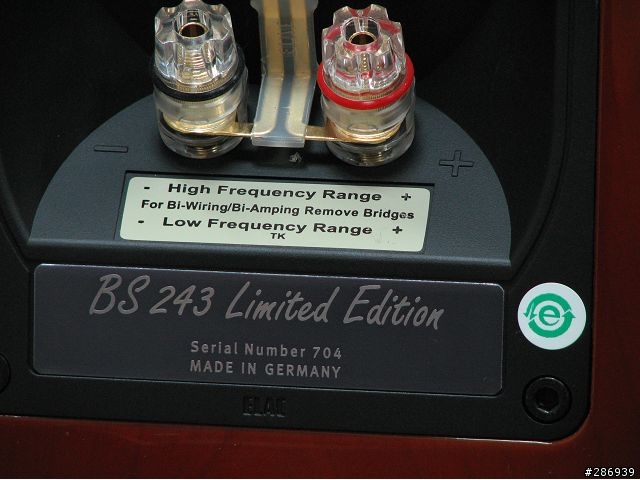 ELAC
- High Frequency Range +
For Bi-Wiring/Bi-Amping Remove Bridges
- Low Frequency Range +
TK
BS 243 Limited Edition
Serial Number 704
MADE IN GERMANY
e
ELAC
#286939